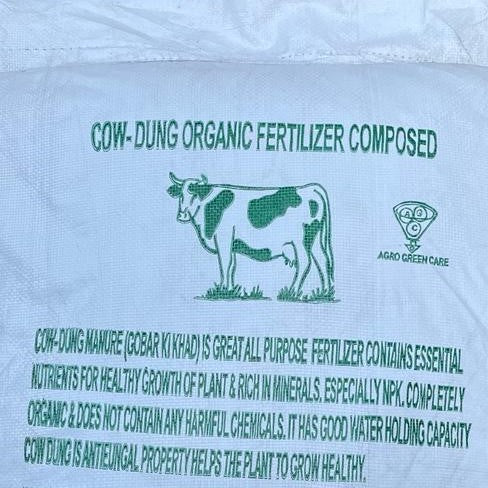 COW- DUNG ORGANIC FERTILIZER COMPOSED
A G
C
AGRO GREEN CARE
COW-DUNG MANURE (GOBAR KI KHAD) IS GREAT ALL PURPOSE FERTILIZER CONTAINS ESSENTIAL
NUTRIENTS FOR HEALTHY GROWTH OF PLANT & RICH IN MINERALS. ESPECIALLY NPK. COMPLETELY
ORGANIC & DOES NOT CONTAIN ANY HARMFUL CHEMICALS. IT HAS GOOD WATER HOLDING CAPACITY
COW DUNG IS ANTIEUNGAL PROPERTY HELPS THE PLANT TO GROW HEALTHY.